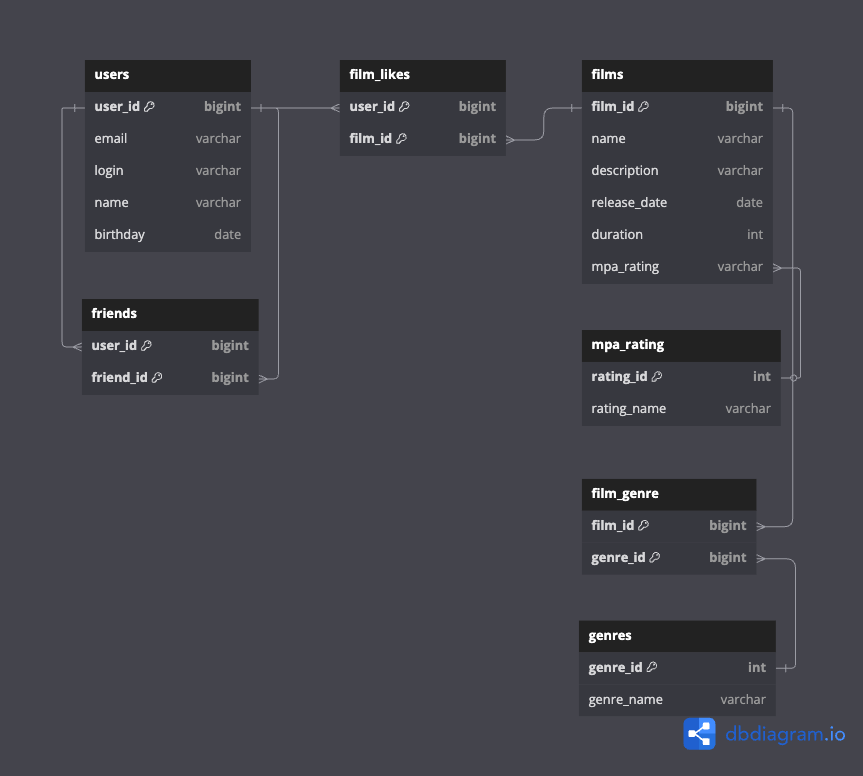 users
user_id bigint
email varchar
login varchar
name varchar
birthday date
friends
user_id bigint
friend_id bigint
film_likes
user_id bigint
film_id bigint
films
film_id bigint
name varchar
description varchar
release_date date
duration int
mpa_rating varchar
mpa_rating
rating_id int
rating_name varchar
film_genre
film_id bigint
genre_id bigint
genres
genre_id int
genre_name varchar
dbdiagram.io